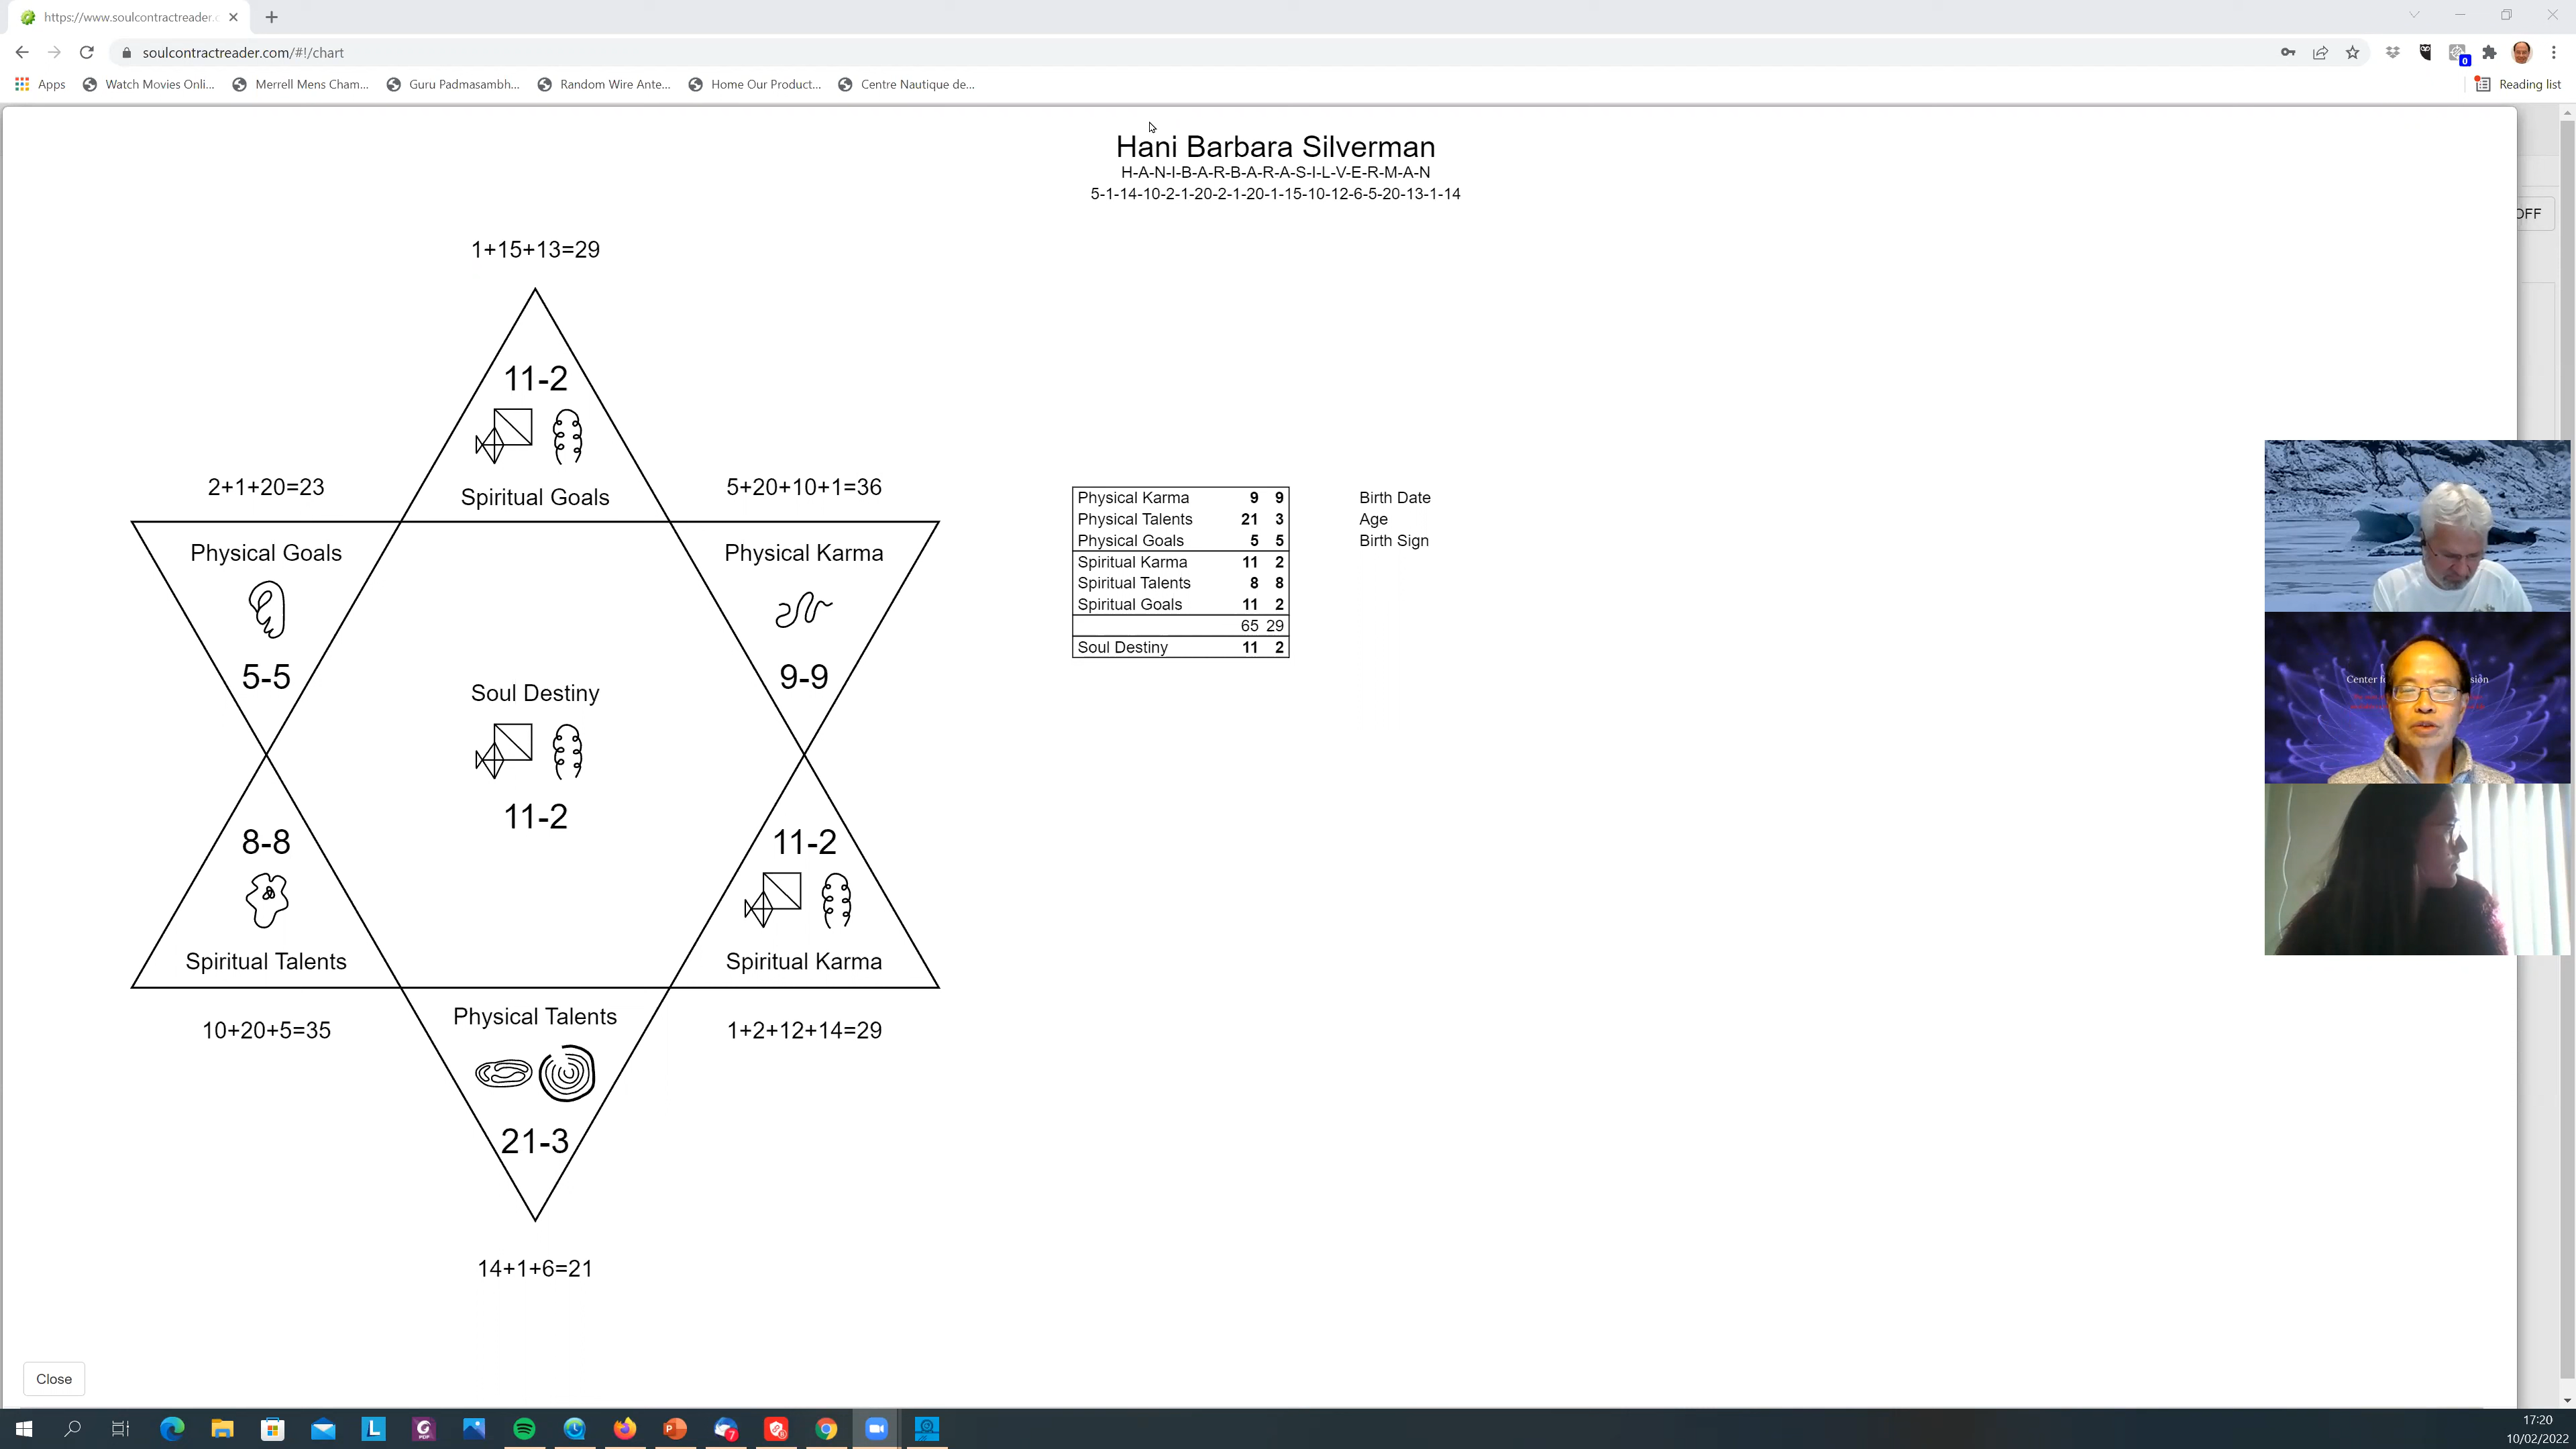 https://www.soulcontractreader.c
soulcontractreader.com/#!/chart
0
Apps
Watch Movies Onli...
Merrell Mens Cham...
Guru Padmasambh...
Random Wire Ante...
Home Our Product...
Centre Nautique de...
Reading list
Hani Barbara Silverman
H-A-N-I-B-A-R-B-A-R-A-S-I-L-V-E-R-M-A-N
5-1-14-10-2-1-20-2-1-20-1-15-10-12-6-5-20-13-1-14
OFF
1+15+13=29
11-2
Spiritual Goals
2+1+20=23
5+20+10+1=36
Physical Goals
5-5
Physical Karma
9-9
Soul Destiny
11-2
8-8
Spiritual Talents
11-2
Spiritual Karma
10+20+5=35
Physical Talents
21-3
1+2+12+14=29
14+1+6=21
Physical Karma 9 9
Physical Talents 21 3
Physical Goals 5 5
Spiritual Karma 11 2
Spiritual Talents 8 8
Spiritual Goals 11 2
65 29
Soul Destiny 11 2
Birth Date
Age
Birth Sign
Center f
Close
L
PDF
P
7
17:20
10/02/2022